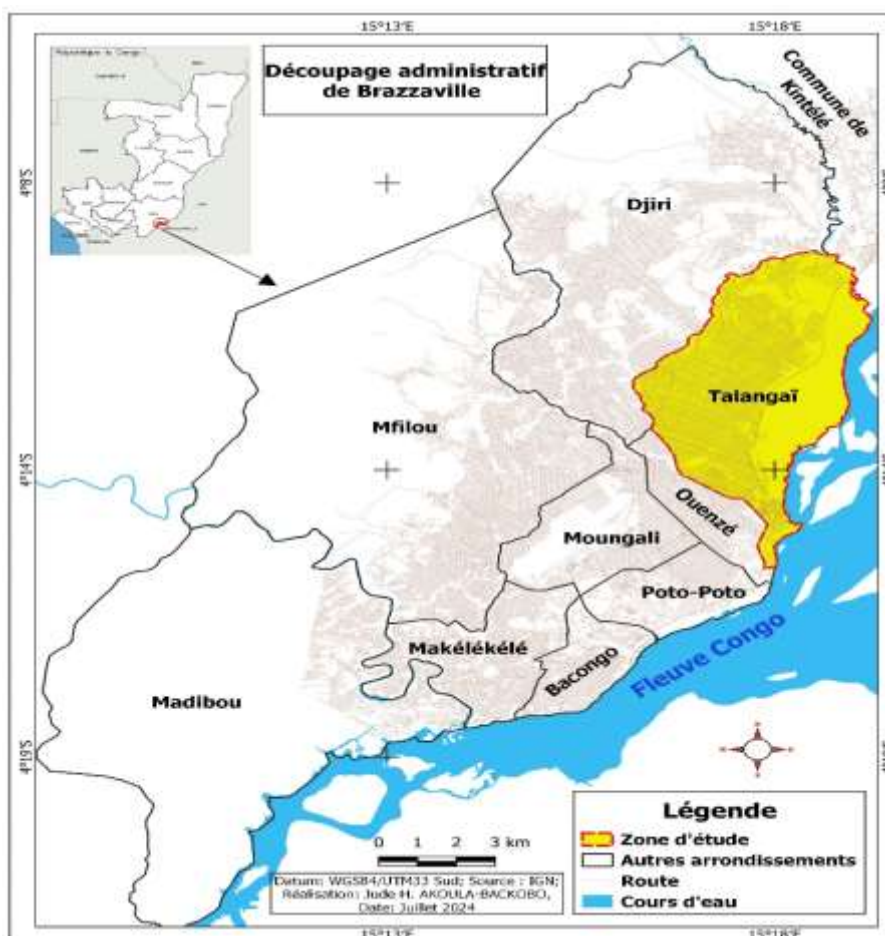 15°13'E
15°18'E
République du Congo
Découpage administratif
de Brazzaville
Commune de
Kintélé
4°8'S
4°8'S
Djiri
Talangaï
Mfilou
4°14'S
Ouenzé
Moungali
Poto-Poto
Makélékélé
Bacongo
Fleuve Congo
Madibou
4°19'S
Légende
Zone d'étude
Autres arrondissements
Route
Cours d'eau
0 1 2 3 km
Datum: WGS84/UTM33 Sud; Source : IGN;
Réalisation: Jude H. AKOULA-BACKOBO,
Date: Juillet 2024
15°13'E
15°18'E